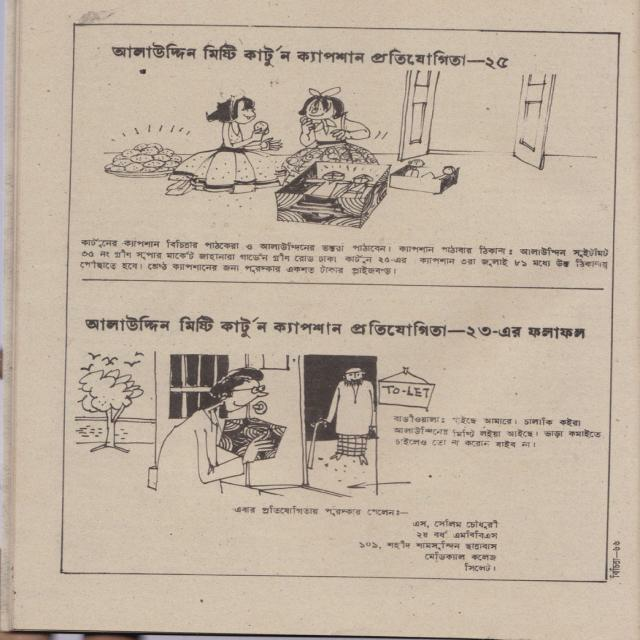 আলাউদ্দিন মিষ্টি কার্টুন ক্যাপশান প্রতিযোগিতা—২৫
কার্টুনের ক্যাপশান বিচিত্রার পাঠকেরা ও আলাউদ্দিনের ভক্তরা পাঠাবেন। ক্যাপশান পাঠাবার ঠিকানা : আলাউদ্দিন সুইটমিট
৩৫ নং গ্রীন সুপার মার্কেট জাহানারা গার্ডেন গ্রীন রোড ঢাকা। কার্টুন ২৫-এর ক্যাপশান ৩রা জুলাই ৮১ মধ্যে উক্ত ঠিকানায়
পৌঁছাতে হবে। শ্রেষ্ঠ ক্যাপশানের জন্য পুরস্কার একশত টাকার প্রাইজবন্ড।
আলাউদ্দিন মিষ্টি কার্টুন ক্যাপশান প্রতিযোগিতা—২৩-এর ফলাফল
TO-LET
বাড়ীওয়ালা: খাইছে আমারে। চালাকি কইরা
আলাউদ্দিনের মিষ্টি লইয়া আইছে। ভাড়া কমাইতে
চাইলেও তো না করোন যাইব না।
এবার প্রতিযোগিতায় পুরস্কার পেলেন:—
এস, সেলিম চৌধুরী
২য় বর্ষ এমবিবিএস
১০১, শহীদ শামসুদ্দিন ছাত্রাবাস
মেডিক্যাল কলেজ
সিলেট।
বিচিত্রা—৬৩